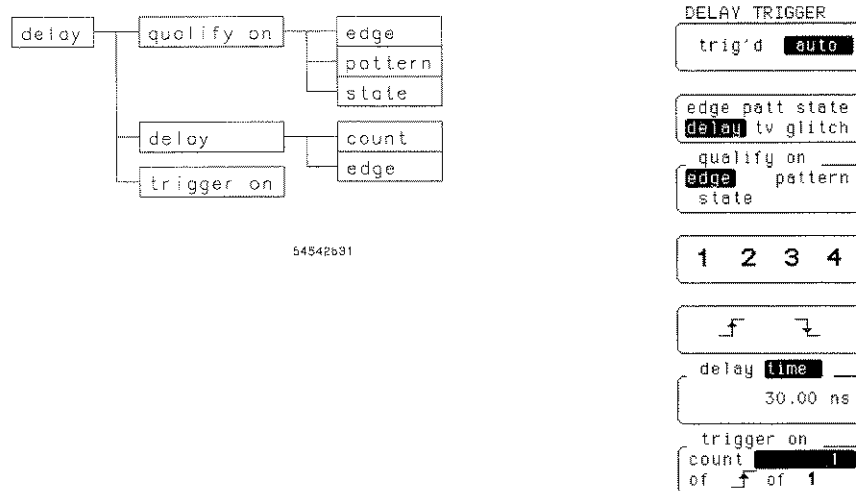 delay
qualify on
edge
pattern
state
delay
count
edge
trigger on
54542b31
DELAY TRIGGER
trig'd auto
edge patt state
delay tv glitch
qualify on
edge pattern
state
1 2 3 4
delay time
30.00 ns
trigger on
count 1
of of 1